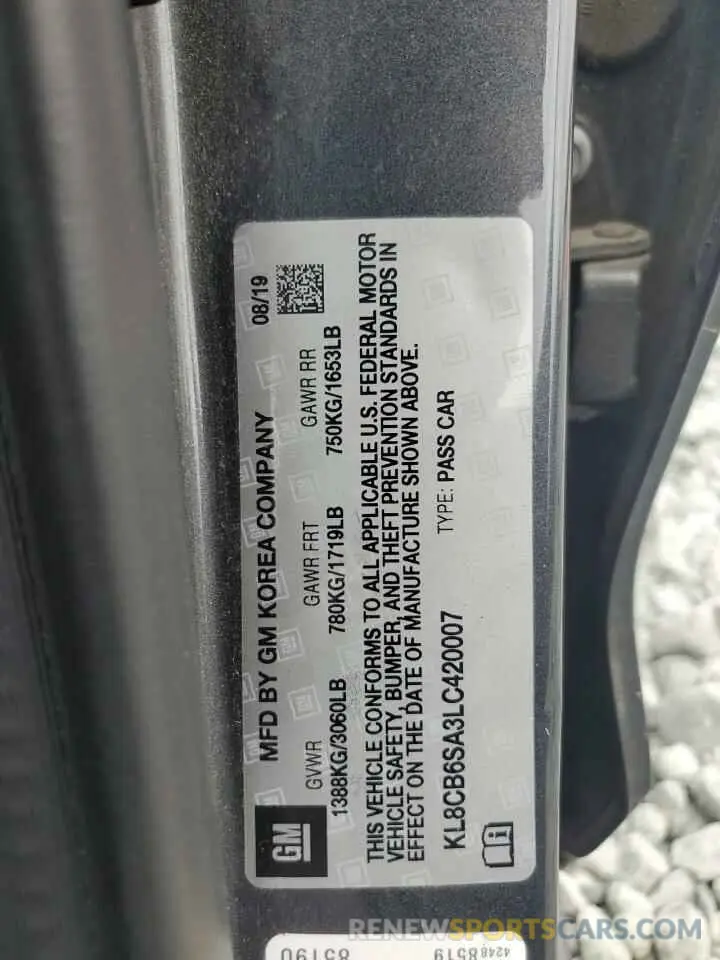 MFD BY GM KOREA COMPANY 08/19
GVWR GAWR FRT GAWR RR
1388KG/3060LB 780KG/1719LB 750KG/1653LB
THIS VEHICLE CONFORMS TO ALL APPLICABLE U.S. FEDERAL MOTOR
VEHICLE SAFETY, BUMPER, AND THEFT PREVENTION STANDARDS IN
EFFECT ON THE DATE OF MANUFACTURE SHOWN ABOVE.
KL8CB6SA3LC420007 TYPE: PASS CAR
GM
42488519
85190
RENEWSPORTSCARS.COM